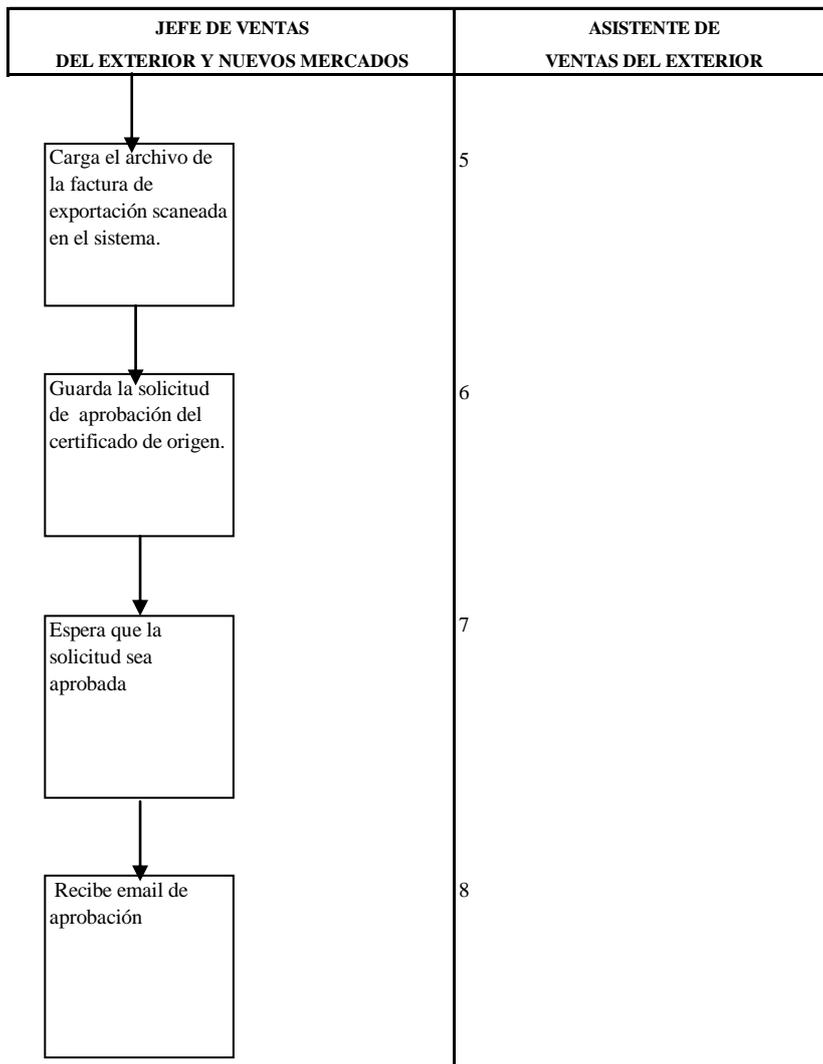 JEFE DE VENTAS
DEL EXTERIOR Y NUEVOS MERCADOS
ASISTENTE DE
VENTAS DEL EXTERIOR
Carga el archivo de
la factura de
exportación scaneada
en el sistema.
5
Guarda la solicitud
de aprobación del
certificado de origen.
6
Espera que la
solicitud sea
aprobada
7
Recibe email de
aprobación
8